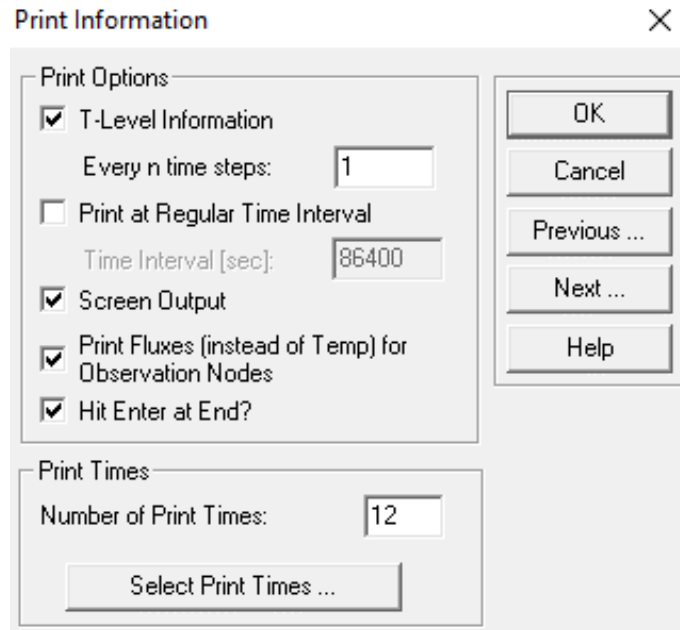 Print Information
Print Options
T-Level Information
Every n time steps: 1
Print at Regular Time Interval
Time Interval [sec]: 86400
Screen Output
Print Fluxes (instead of Temp) for
Observation Nodes
Hit Enter at End?
OK
Cancel
Previous ...
Next ...
Help
Print Times
Number of Print Times: 12
Select Print Times ...